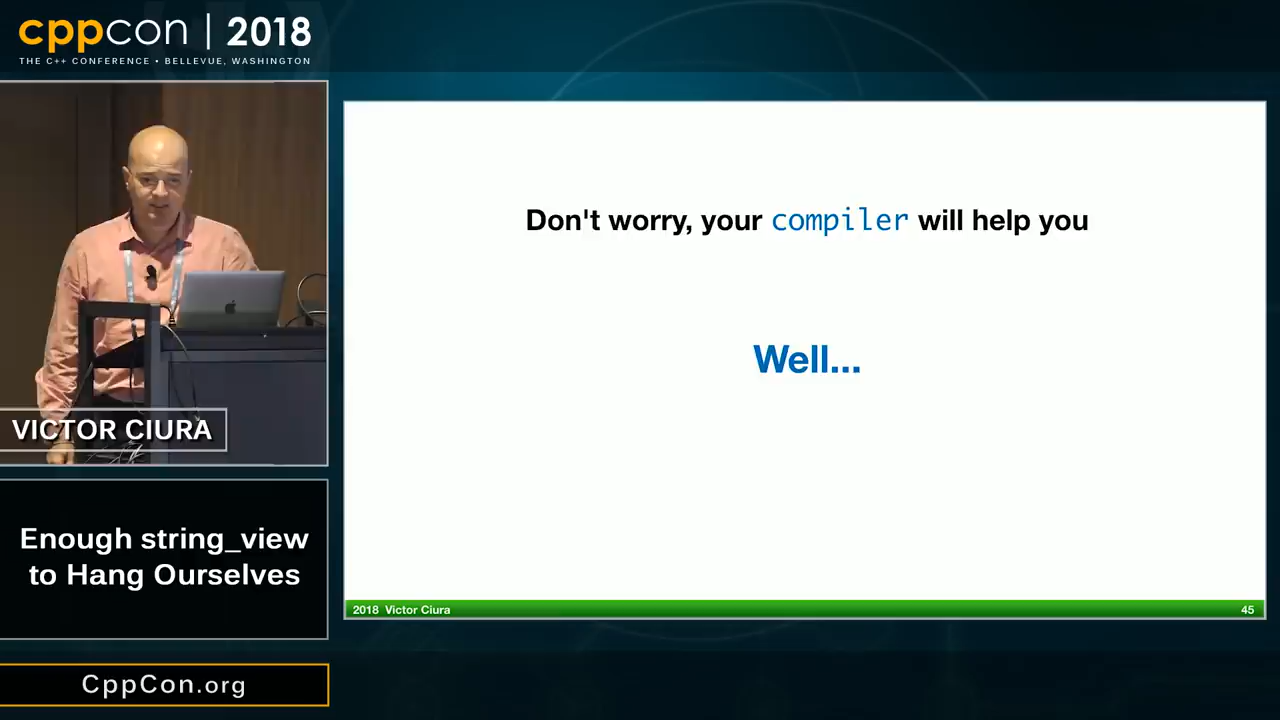 cppcon | 2018
THE C++ CONFERENCE • BELLEVUE, WASHINGTON
Don't worry, your compiler will help you
Well...
VICTOR CIURA
Enough string_view
to Hang Ourselves
2018 Victor Ciura
45
CppCon.org